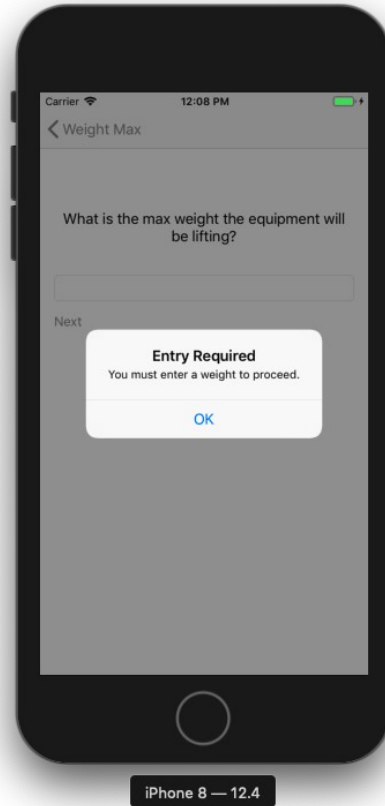 Carrier 12:08 PM
Weight Max
What is the max weight the equipment will
be lifting?
Next
Entry Required
You must enter a weight to proceed.
OK
iPhone 8 — 12.4